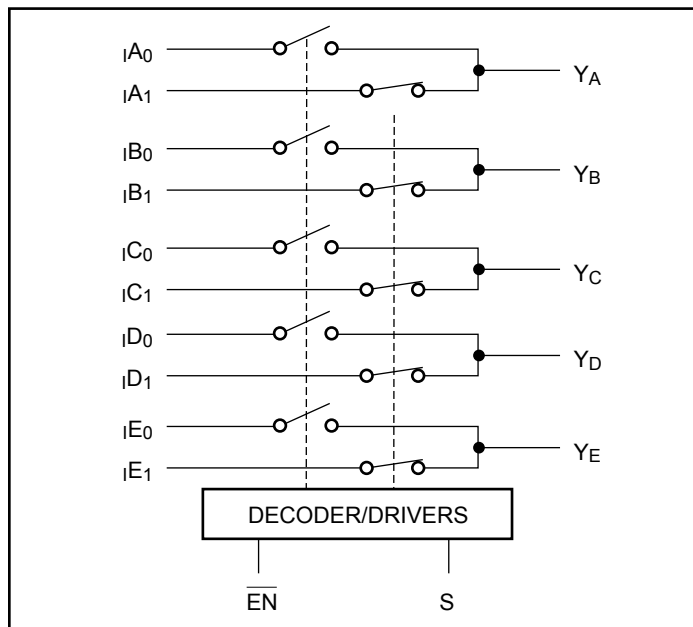 IA0
YA
IA1
IB0
YB
IB1
IC0
YC
IC1
ID0
YD
ID1
IE0
YE
IE1
DECODER/DRIVERS
EN S